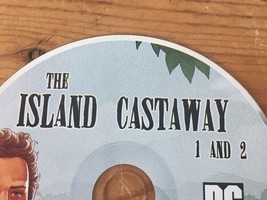 THE
ISLAND CASTAWAY
1 AND 2
PC